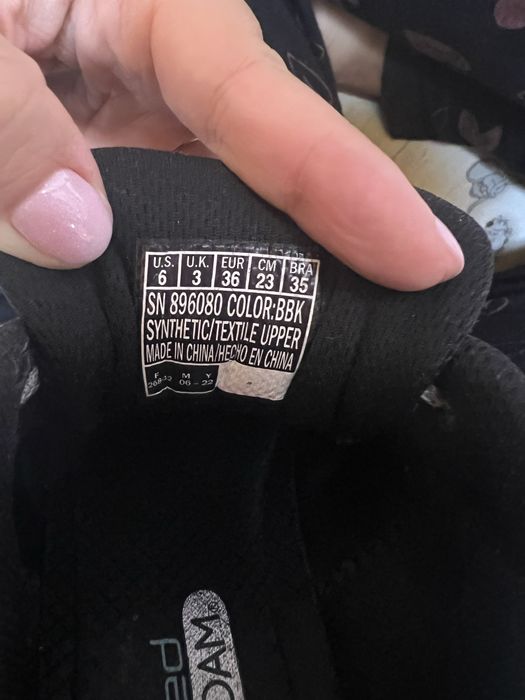 U.S. U.K. EUR CM BRA
6 3 36 23 35
SN 896080 COLOR:BBK
SYNTHETIC/TEXTILE UPPER
MADE IN CHINA/HECHO EN CHINA
F M Y
06-22